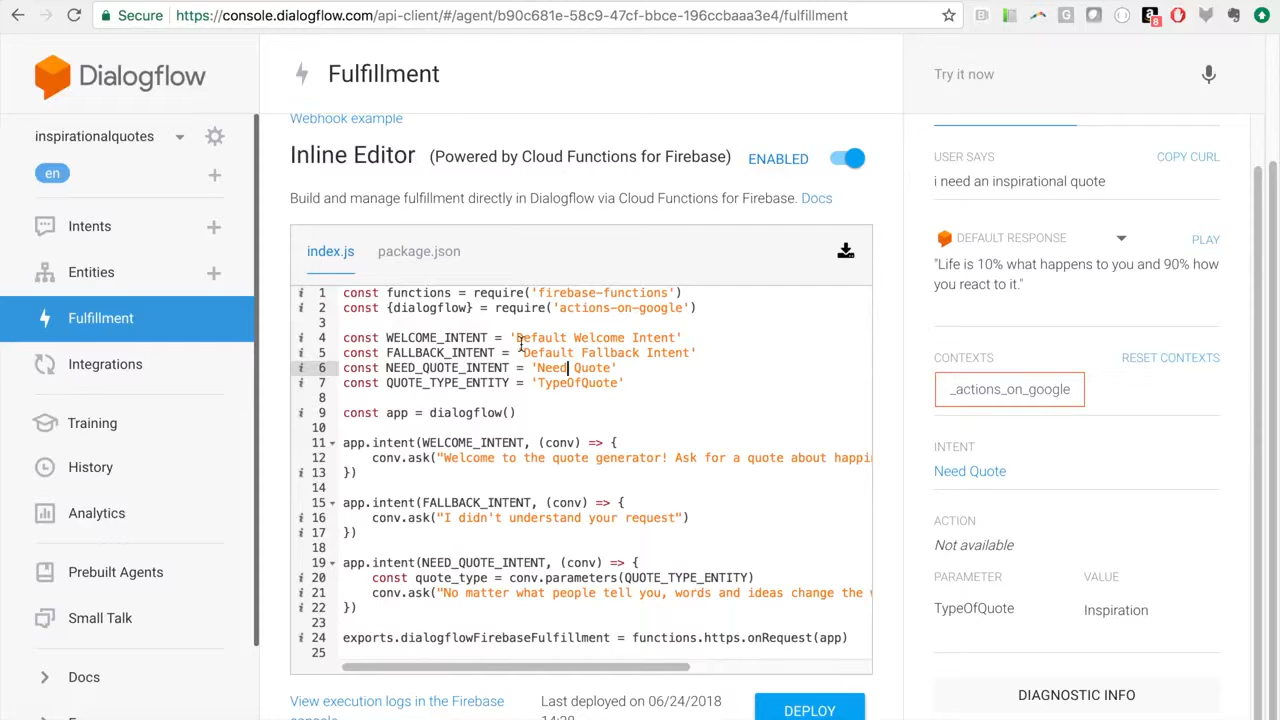 Secure https://console.dialogflow.com/api-client/#/agent/b90c681e-58c9-47cf-bbce-196ccbaaa3e4/fulfillment
8
Dialogflow
inspirationalquotes
en
Intents
Entities
Fulfillment
Integrations
Training
History
Analytics
Prebuilt Agents
Small Talk
Docs
Fulfillment
Webhook example
Inline Editor (Powered by Cloud Functions for Firebase) ENABLED
Build and manage fulfillment directly in Dialogflow via Cloud Functions for Firebase. Docs
index.js package.json
1 const functions = require('firebase-functions')
2 const {dialogflow} = require('actions-on-google')
3
4 const WELCOME_INTENT = 'Default Welcome Intent'
5 const FALLBACK_INTENT = 'Default Fallback Intent'
6 const NEED_QUOTE_INTENT = 'Need Quote'
7 const QUOTE_TYPE_ENTITY = 'TypeOfQuote'
8
9 const app = dialogflow()
10
11 app.intent(WELCOME_INTENT, (conv) => {
12 conv.ask("Welcome to the quote generator! Ask for a quote about happi
13 })
14
15 app.intent(FALLBACK_INTENT, (conv) => {
16 conv.ask("I didn't understand your request")
17 })
18
19 app.intent(NEED_QUOTE_INTENT, (conv) => {
20 const quote_type = conv.parameters(QUOTE_TYPE_ENTITY)
21 conv.ask("No matter what people tell you, words and ideas change the
22 })
23
24 exports.dialogflowFirebaseFulfillment = functions.https.onRequest(app)
25
View execution logs in the Firebase
Last deployed on 06/24/2018
DEPLOY
Try it now
USER SAYS COPY CURL
i need an inspirational quote
DEFAULT RESPONSE PLAY
"Life is 10% what happens to you and 90% how
you react to it."
CONTEXTS RESET CONTEXTS
_actions_on_google
INTENT
Need Quote
ACTION
Not available
PARAMETER VALUE
TypeOfQuote Inspiration
DIAGNOSTIC INFO